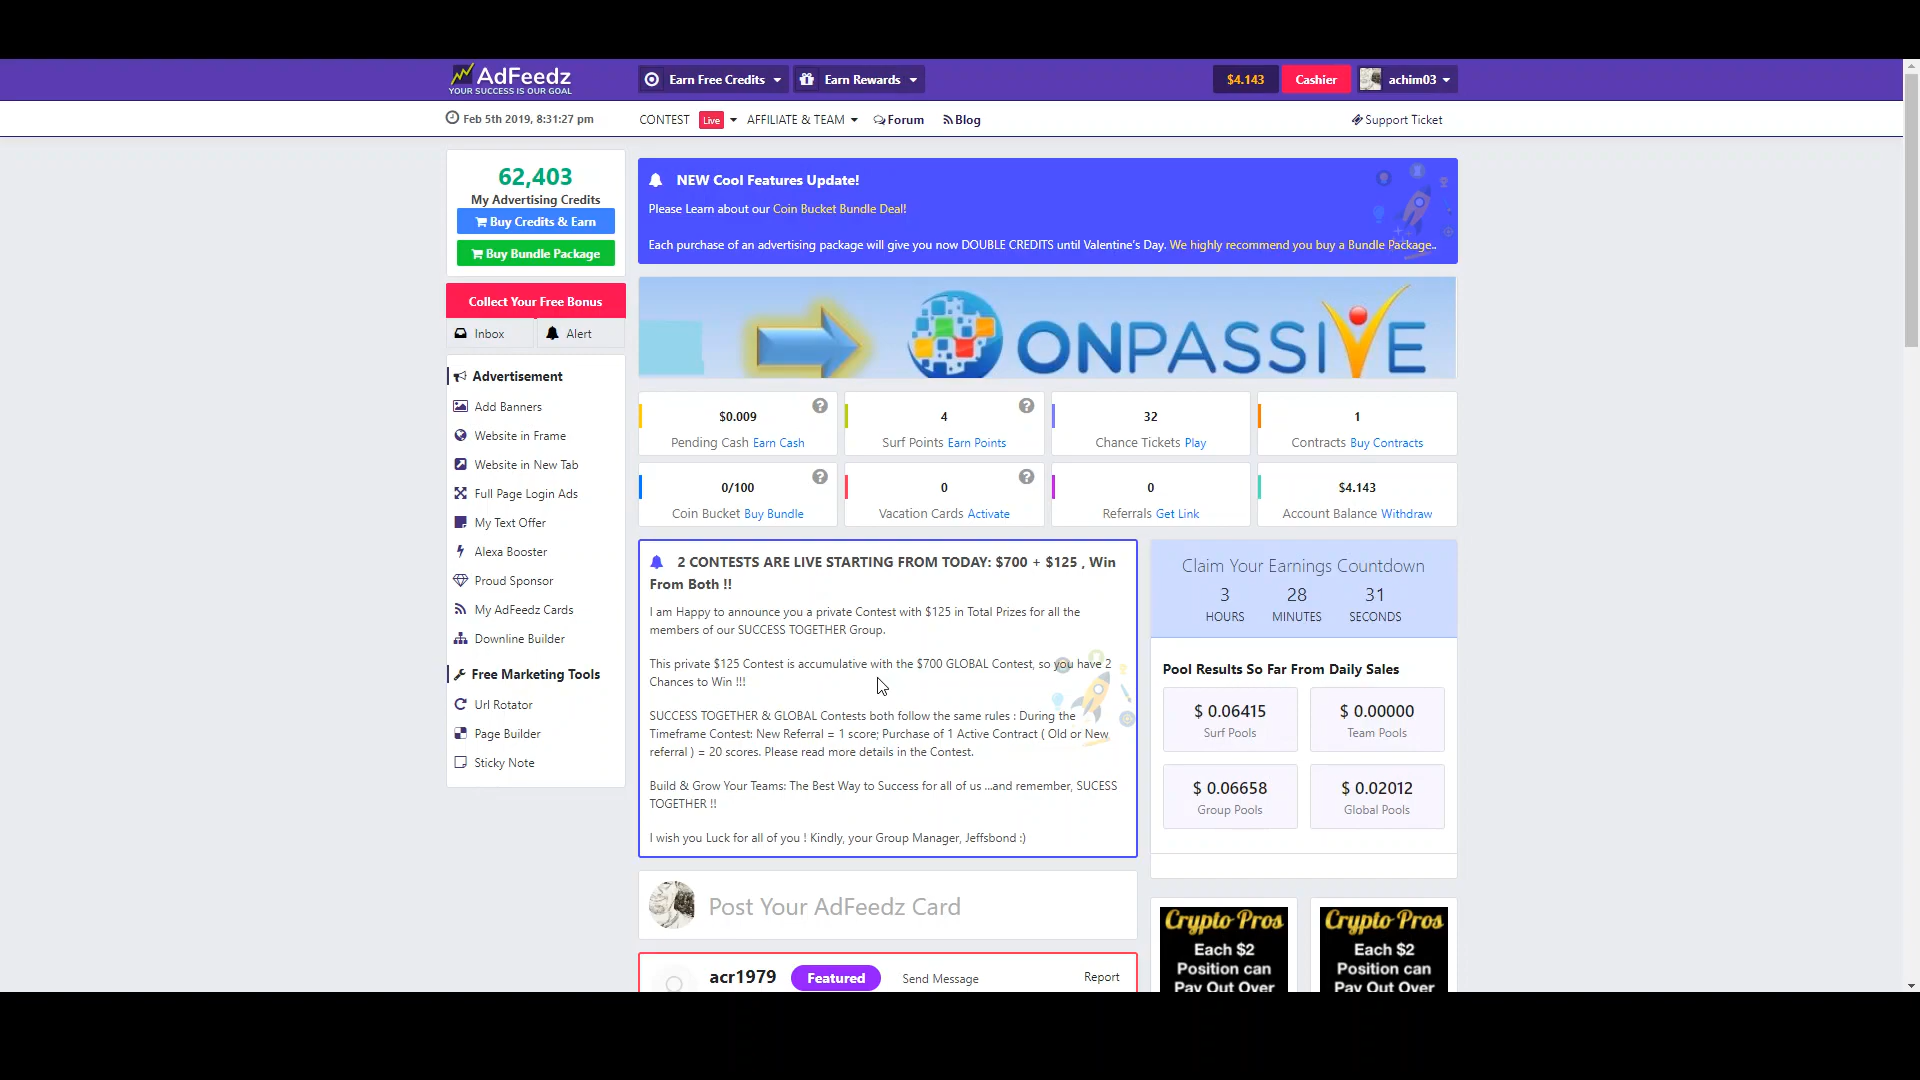 AdFeedz
YOUR SUCCESS IS OUR GOAL
Earn Free Credits
Earn Rewards
$4.143
Cashier
achim03
Feb 5th 2019, 8:31:27 pm
CONTEST Live
AFFILIATE & TEAM
Forum
Blog
Support Ticket
62,403
My Advertising Credits
Buy Credits & Earn
Buy Bundle Package
Collect Your Free Bonus
Inbox
Alert
Advertisement
Add Banners
Website in Frame
Website in New Tab
Full Page Login Ads
My Text Offer
Alexa Booster
Proud Sponsor
My AdFeedz Cards
Downline Builder
Free Marketing Tools
Url Rotator
Page Builder
Sticky Note
NEW Cool Features Update!
Please Learn about our Coin Bucket Bundle Deal!
Each purchase of an advertising package will give you now DOUBLE CREDITS until Valentine's Day. We highly recommend you buy a Bundle Package..
ONPASSIVE
$0.009
Pending Cash Earn Cash
4
Surf Points Earn Points
32
Chance Tickets Play
1
Contracts Buy Contracts
0/100
Coin Bucket Buy Bundle
0
Vacation Cards Activate
0
Referrals Get Link
$4.143
Account Balance Withdraw
2 CONTESTS ARE LIVE STARTING FROM TODAY: $700 + $125 , Win
From Both !!
I am Happy to announce you a private Contest with $125 in Total Prizes for all the
members of our SUCCESS TOGETHER Group.
This private $125 Contest is accumulative with the $700 GLOBAL Contest, so you have 2
Chances to Win !!!
SUCCESS TOGETHER & GLOBAL Contests both follow the same rules : During the
Timeframe Contest: New Referral = 1 score; Purchase of 1 Active Contract ( Old or New
referral ) = 20 scores. Please read more details in the Contest.
Build & Grow Your Teams: The Best Way to Success for all of us ...and remember, SUCESS
TOGETHER !!
I wish you Luck for all of you ! Kindly, your Group Manager, Jeffsbond :)
Post Your AdFeedz Card
acr1979
Featured
Send Message
Report
Claim Your Earnings Countdown
3 28 31
HOURS MINUTES SECONDS
Pool Results So Far From Daily Sales
$ 0.06415
Surf Pools
$ 0.00000
Team Pools
$ 0.06658
Group Pools
$ 0.02012
Global Pools
Crypto Pros
Each $2
Position can
Pay Out Over
Crypto Pros
Each $2
Position can
Pay Out Over